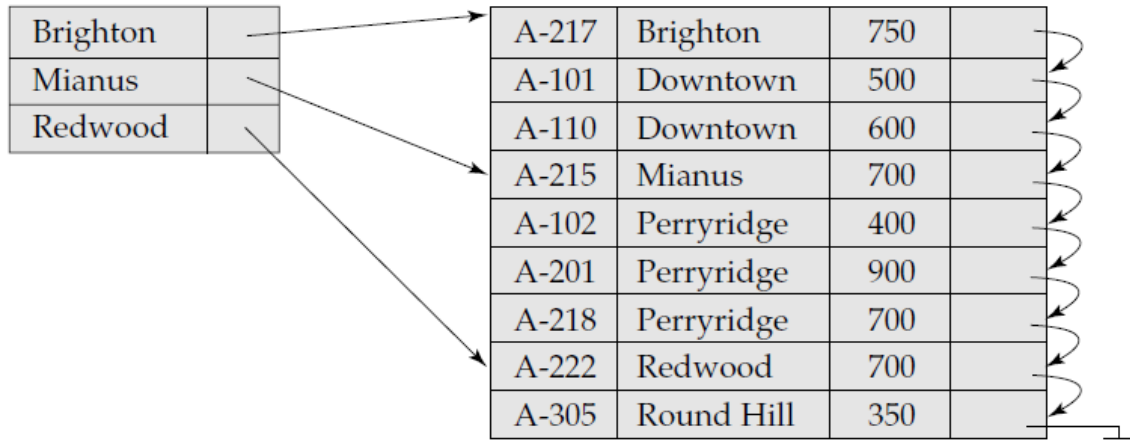 Brighton
Mianus
Redwood
A-217 Brighton 750
A-101 Downtown 500
A-110 Downtown 600
A-215 Mianus 700
A-102 Perryridge 400
A-201 Perryridge 900
A-218 Perryridge 700
A-222 Redwood 700
A-305 Round Hill 350